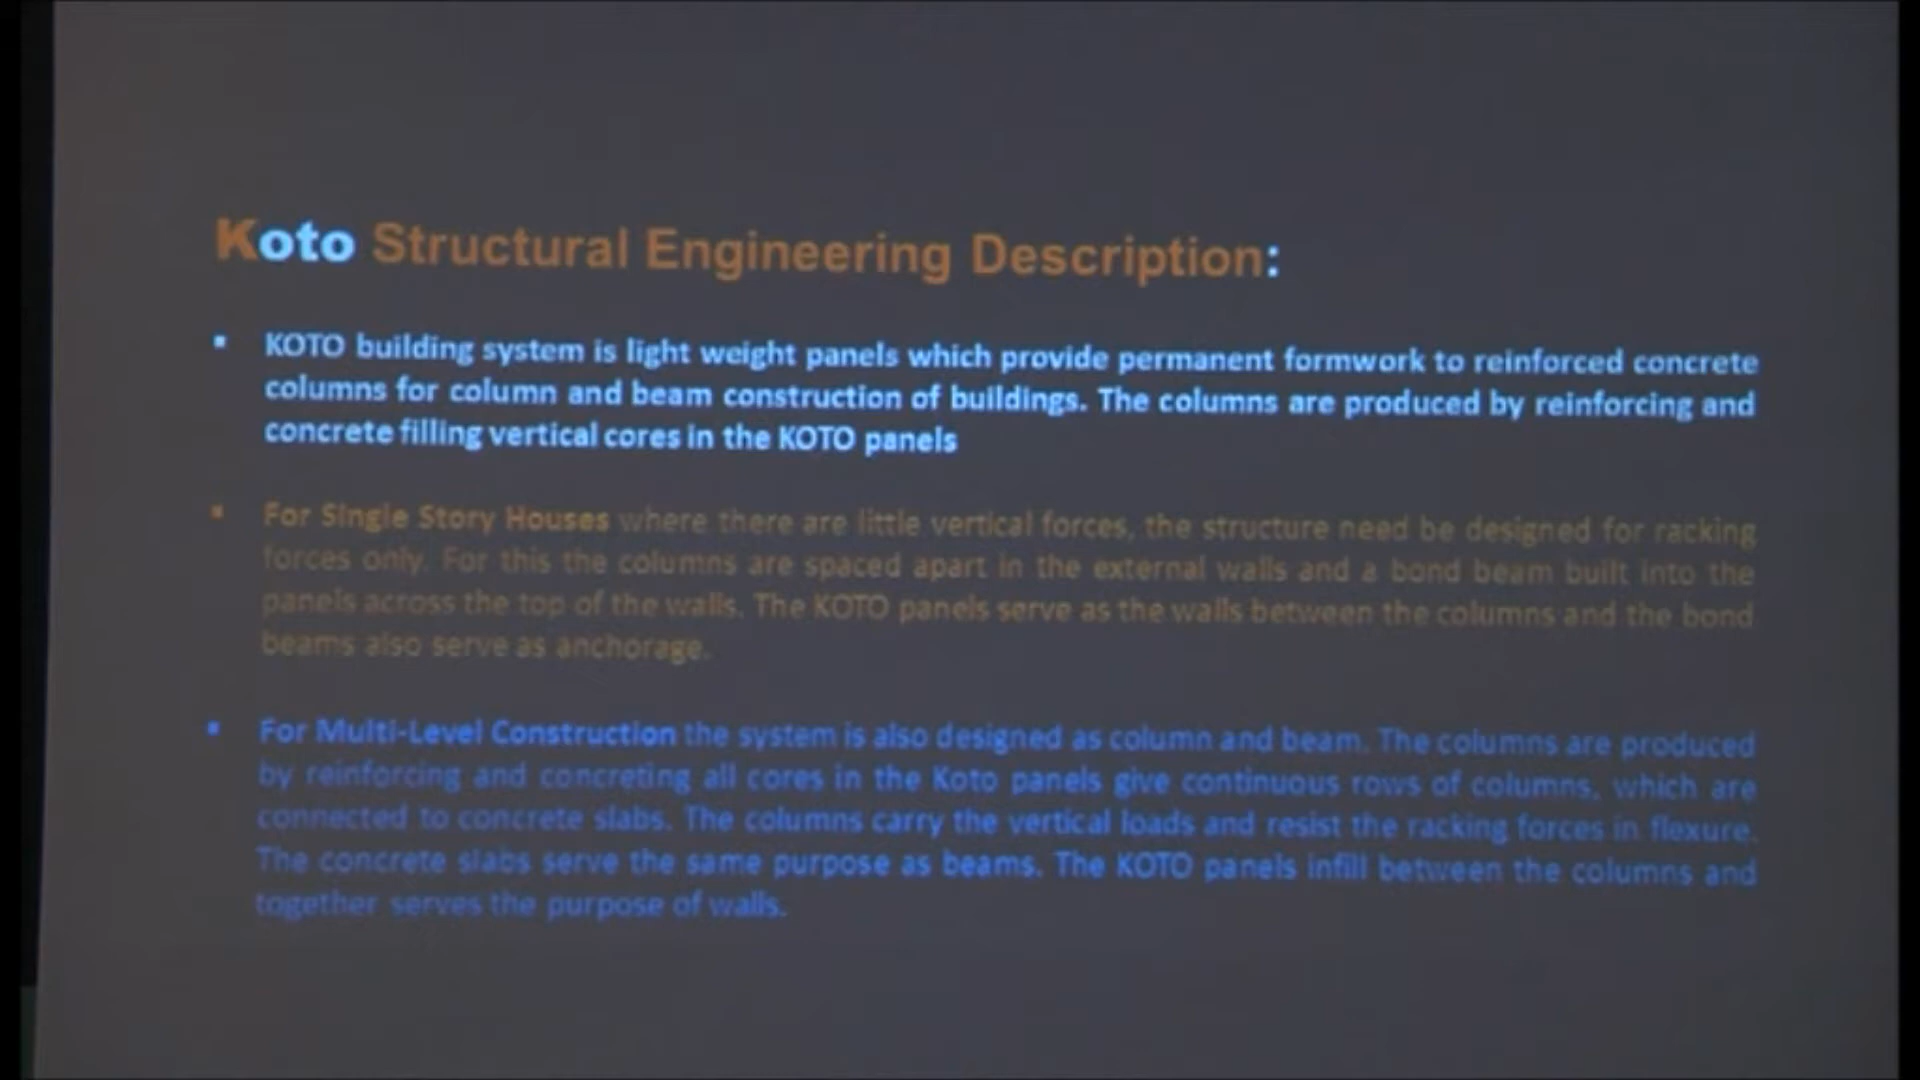 Koto Structural Engineering Description:
▪ KOTO building system is light weight panels which provide permanent formwork to reinforced concrete
columns for column and beam construction of buildings. The columns are produced by reinforcing and
concrete filling vertical cores in the KOTO panels
▪ For Single Story Houses where there are little vertical forces, the structure need be designed for racking
forces only. For this the columns are spaced apart in the external walls and a bond beam built into the
panels across the top of the walls. The KOTO panels serve as the walls between the columns and the bond
beams also serve as anchorage.
▪ For Multi-Level Construction the system is also designed as column and beam. The columns are produced
by reinforcing and concreting all cores in the Koto panels give continuous rows of columns, which are
connected to concrete slabs. The columns carry the vertical loads and resist the racking forces in flexure.
The concrete slabs serve the same purpose as beams. The KOTO panels infill between the columns and
together serves the purpose of walls.